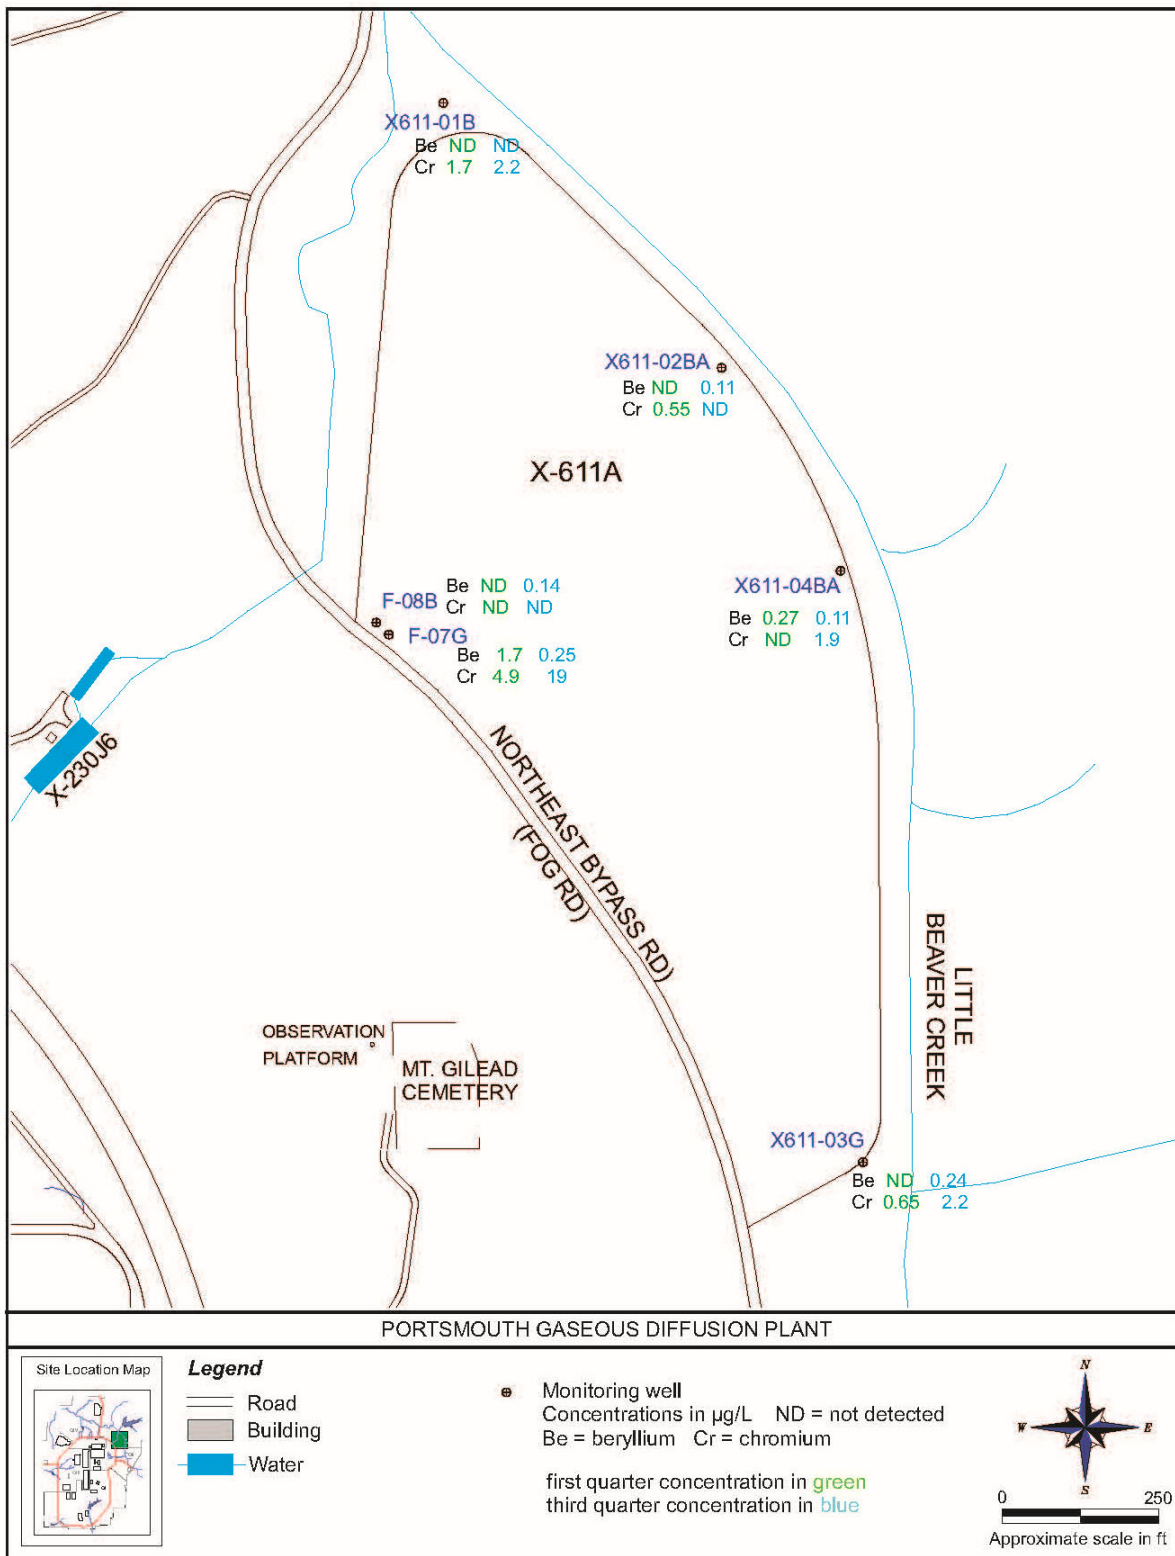 X611-01B
Be ND ND
Cr 1.7 2.2
X611-02BA
Be ND 0.11
Cr 0.55 ND
X-611A
X611-04BA
Be 0.27 0.11
Cr ND 1.9
Be ND 0.14
F-08B Cr ND ND
F-07G
Be 1.7 0.25
Cr 4.9 19
X-230J6
NORTHEAST BYPASS RD)
(FOG RD)
LITTLE
BEAVER CREEK
OBSERVATION
PLATFORM
MT. GILEAD
CEMETERY
X611-03G
Be ND 0.24
Cr 0.65 2.2
PORTSMOUTH GASEOUS DIFFUSION PLANT
Site Location Map
Legend
Road
Building
Water
Monitoring well
Concentrations in µg/L ND = not detected
Be = beryllium Cr = chromium
first quarter concentration in green
third quarter concentration in blue
N
W E
S
0 250
Approximate scale in ft